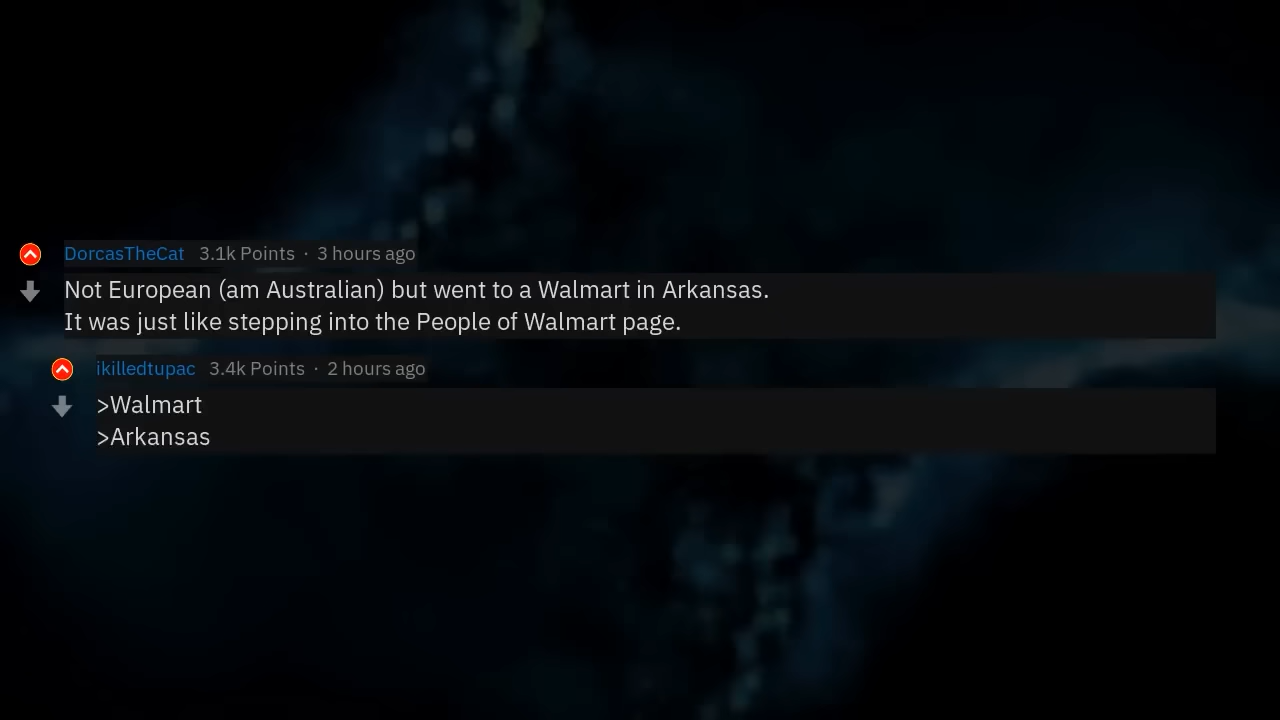 DorcasTheCat 3.1k Points · 3 hours ago
Not European (am Australian) but went to a Walmart in Arkansas.
It was just like stepping into the People of Walmart page.
ikilledtupac 3.4k Points · 2 hours ago
>Walmart
>Arkansas